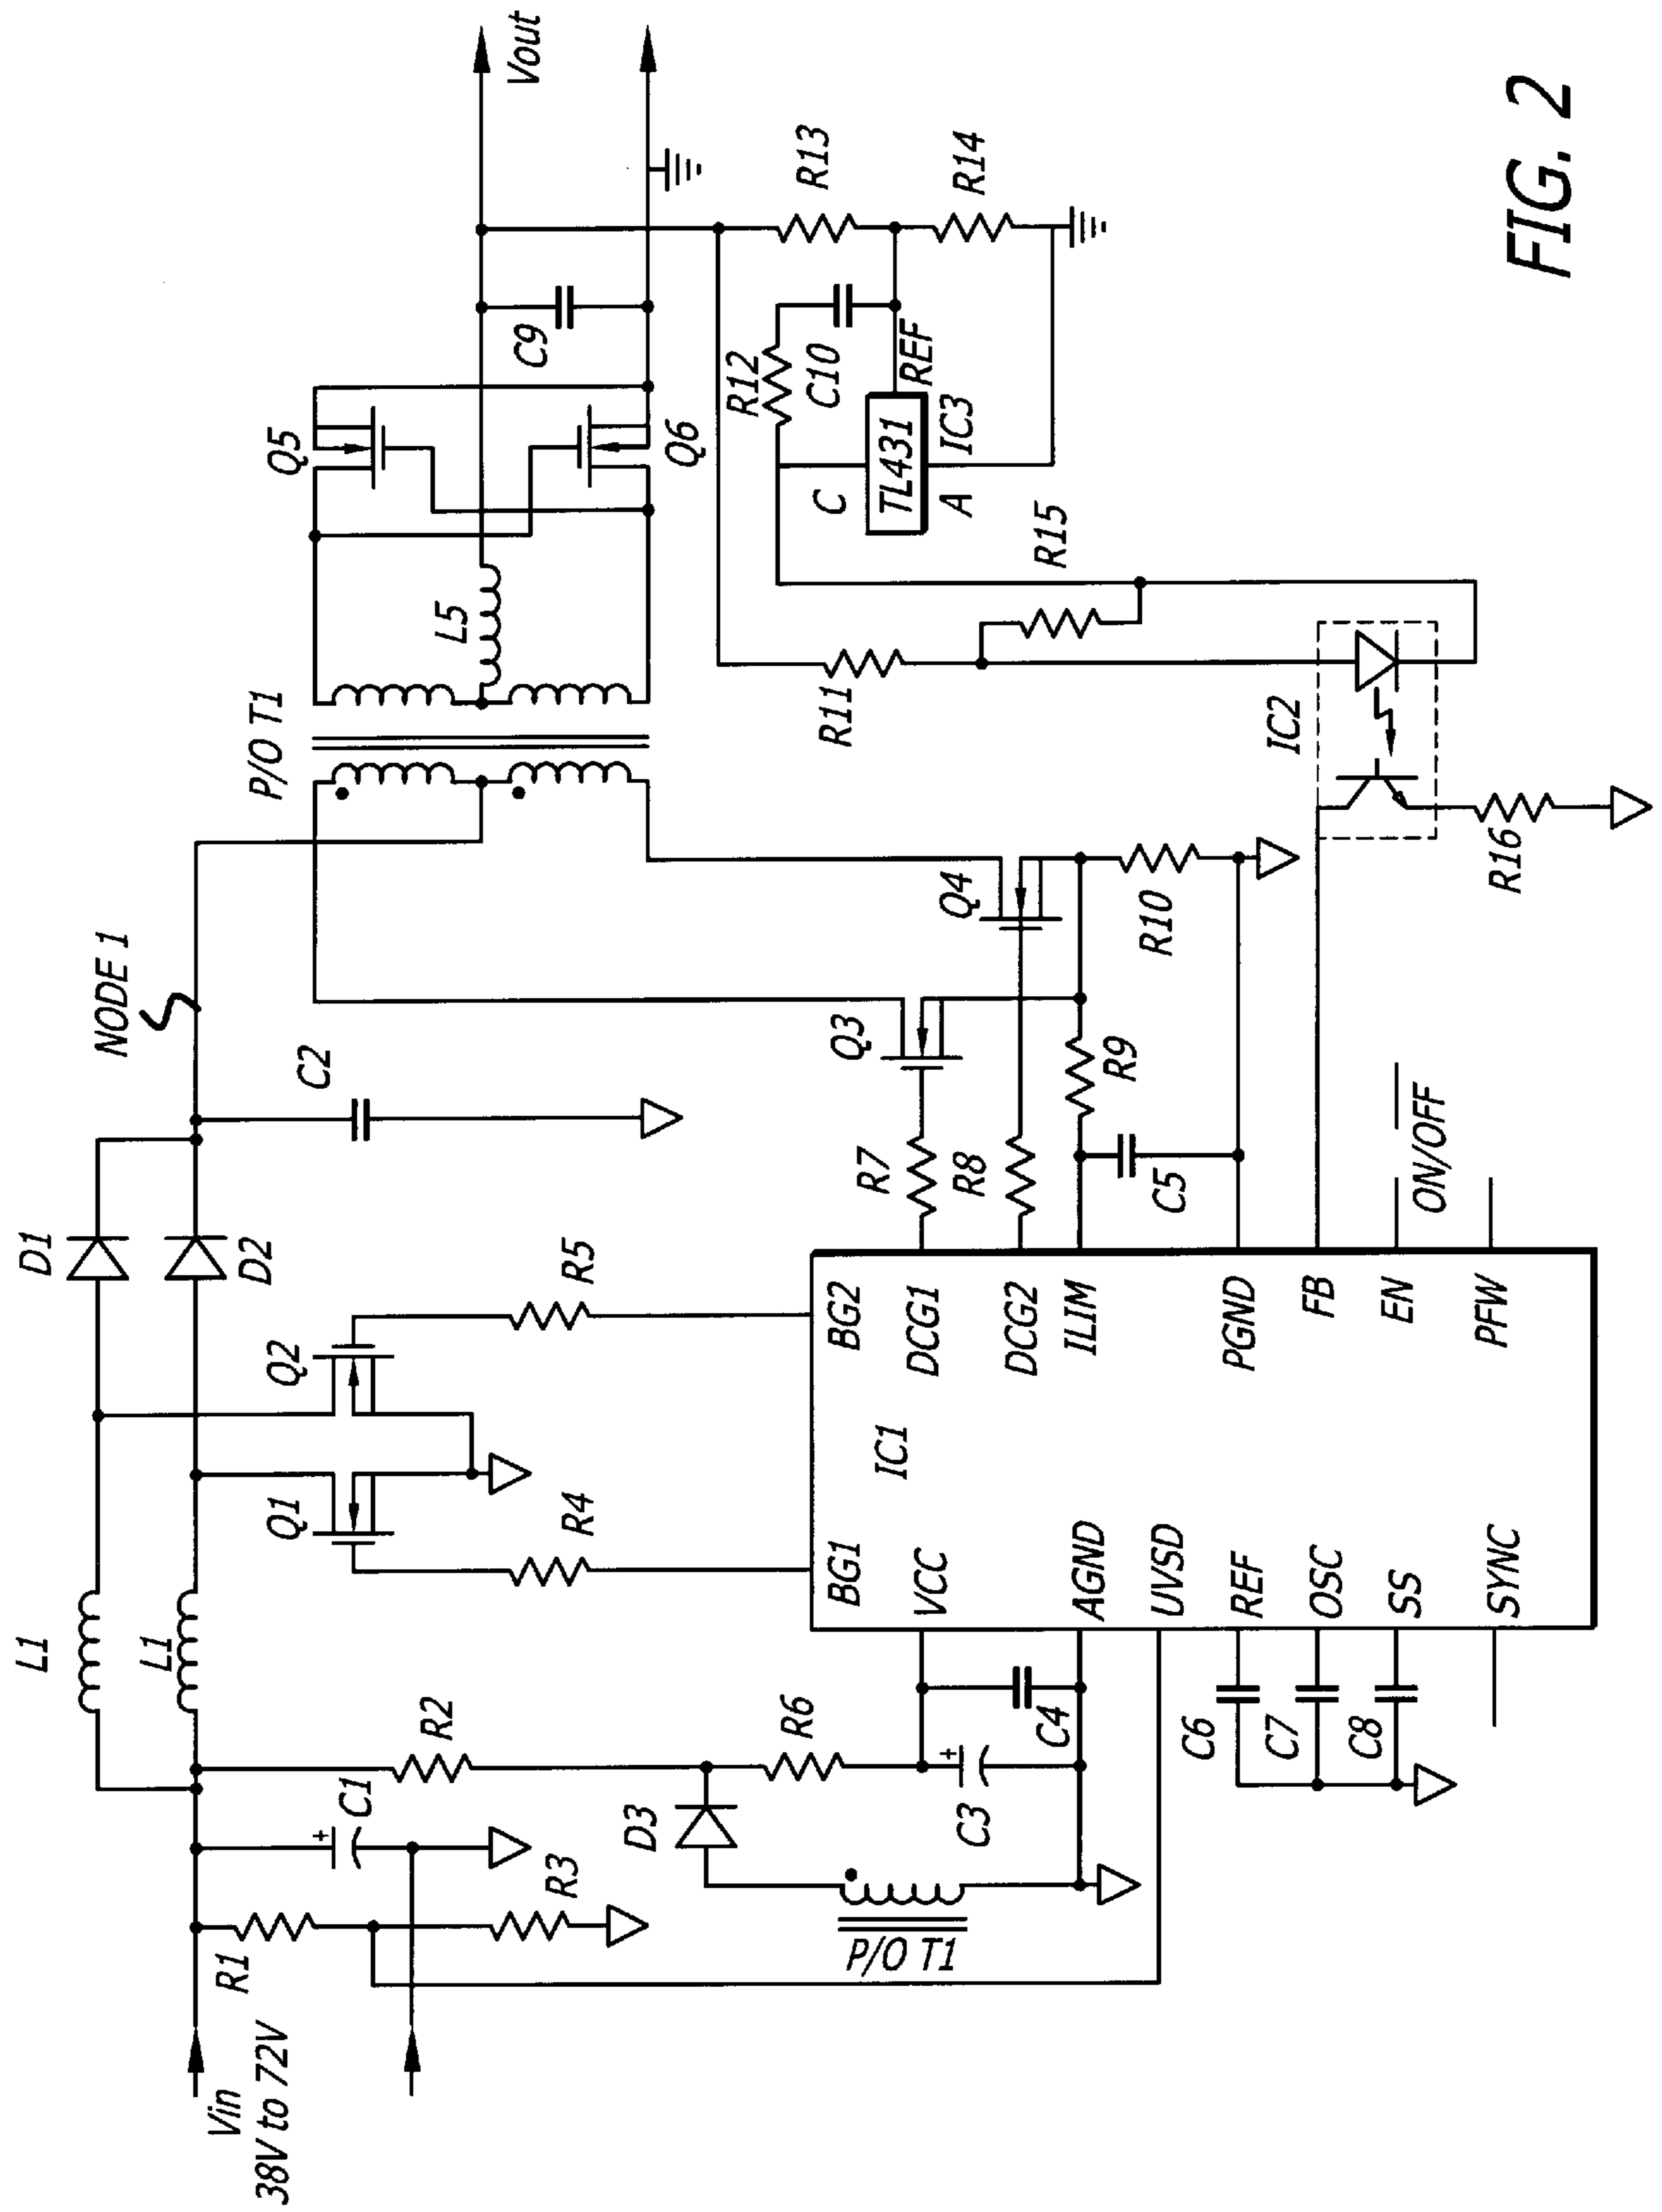 L1
D1
NODE 1
L1
D2
P/O T1
Q5
Vout
R1
C1
R2
Q1
Q2
C2
L5
C9
Vin
38V to 72V
R3
D3
R6
R4
R5
Q6
P/O T1
C3
C4
BG1
BG2
VCC
IC1
DCG1
R7
Q3
R11
R12
C10
R13
C
TL431
REF
AGND
DCG2
R8
Q4
A
IC3
R14
UVSD
ILIM
R9
R15
C6
REF
PGND
C5
R10
C7
OSC
FB
IC2
C8
SS
EN
ON/OFF
SYNC
PFW
R16
FIG. 2